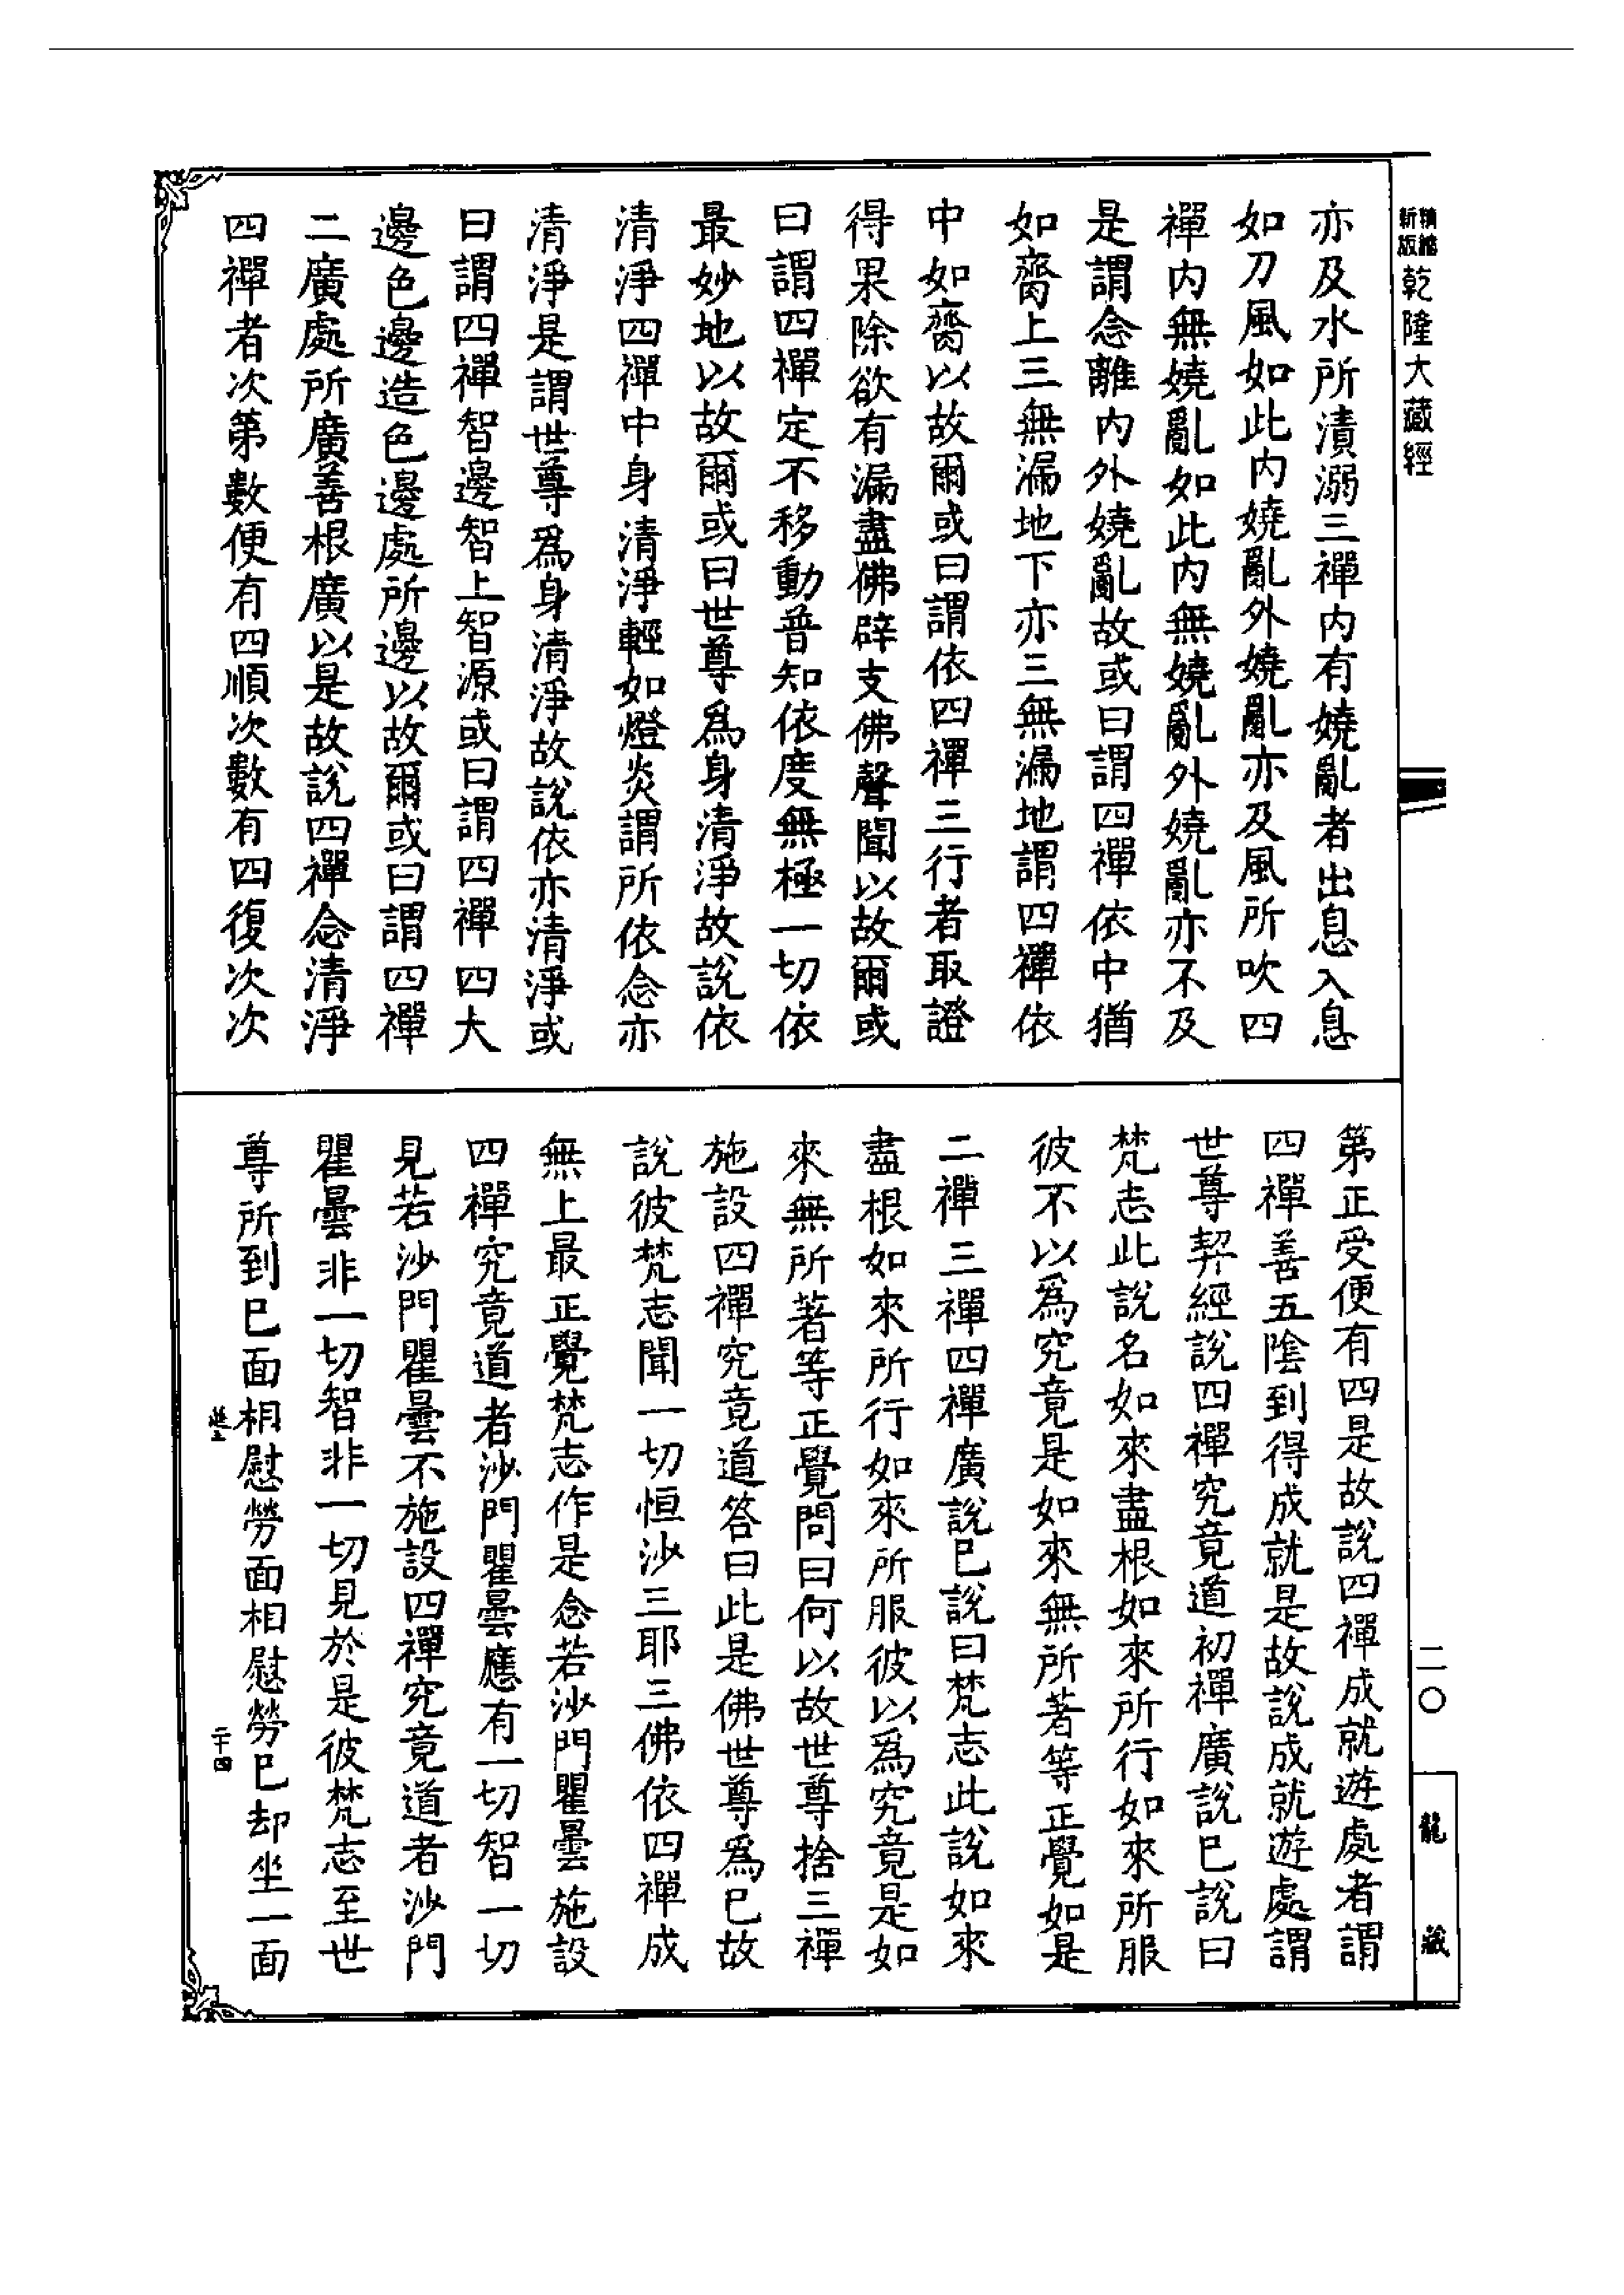 精縮新版乾隆大藏經
亦及水所漬溺三禪內有嬈亂者出息入息
如刀風如此內嬈亂外嬈亂亦及風所吹四
禪內無嬈亂如此內無嬈亂外嬈亂亦不及
是謂念離內外嬈亂故或曰謂四禪依中猶
如齋上三無漏地下亦三無漏地謂四禪依
中如齋以故爾或曰謂依四禪三行者取證
得果除欲有漏盡佛辟支佛聲聞以故爾或
曰謂四禪定不移動普知依度無極一切依
最妙地以故爾或曰世尊爲身清淨故說依
清淨四禪中身清淨輕如燈炎謂所依念亦
清淨是謂世尊爲身清淨故說依亦清淨或
曰謂四禪智邊智上智源或曰謂四禪四大
邊色邊造色邊處所邊以故爾或曰謂四禪
二廣處所廣善根廣以是故說四禪念清淨
四禪者次第數便有四順次數有四復次次
第正受便有四是故說四禪成就遊處者謂
四禪善五陰到得成就是故說成就遊處謂
世尊契經說四禪究竟道初禪廣說已說曰
梵志此說名如來盡根如來所行如來所服
彼不以爲究竟是如來無所著等正覺如是
二禪三禪四禪廣說已說曰梵志此說如來
盡根如來所行如來所服彼以爲究竟是如
來無所著等正覺問曰何以故世尊捨三禪
施設四禪究竟道答曰此是佛世尊爲已故
說彼梵志聞一切恒沙三耶三佛依四禪成
無上最正覺梵志作是念若沙門瞿曇施設
四禪究竟道者沙門瞿曇應有一切智一切
見若沙門瞿曇不施設四禪究竟道者沙門
瞿曇非一切智非一切見於是彼梵志至世
尊所到已面相慰勞面相慰勞已却坐一面
二十四
二〇
龍藏